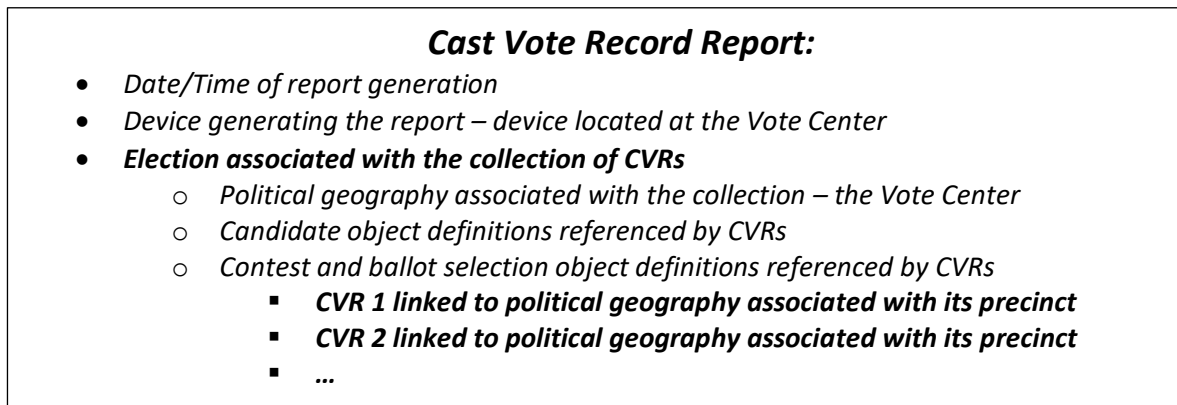 Cast Vote Record Report:
• Date/Time of report generation
• Device generating the report – device located at the Vote Center
• Election associated with the collection of CVRs
o Political geography associated with the collection – the Vote Center
o Candidate object definitions referenced by CVRs
o Contest and ballot selection object definitions referenced by CVRs
▪ CVR 1 linked to political geography associated with its precinct
▪ CVR 2 linked to political geography associated with its precinct
▪ …